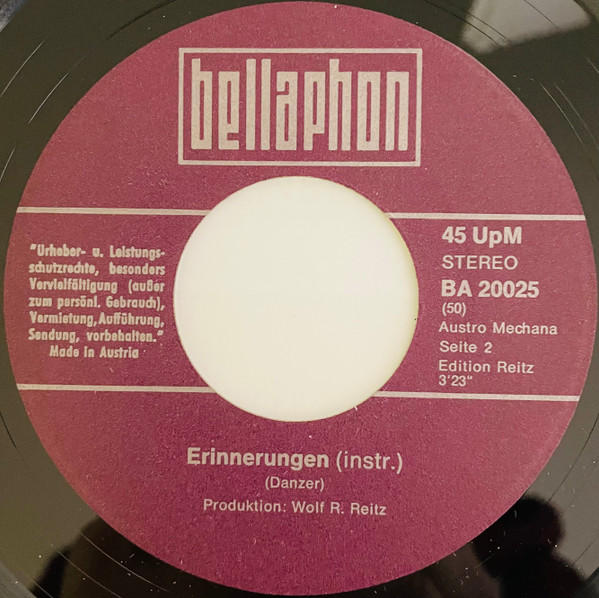 bellaphon
"Urheber- u. Leistungs-
schutzrechte, besonders
Vervielfältigung (außer
zum persönl. Gebrauch),
Vermietung, Aufführung,
Sendung, vorbehalten."
Made in Austria
45 UpM
STEREO
BA 20025
(50)
Austro Mechana
Seite 2
Edition Reitz
3'23"
Erinnerungen (instr.)
(Danzer)
Produktion: Wolf R. Reitz